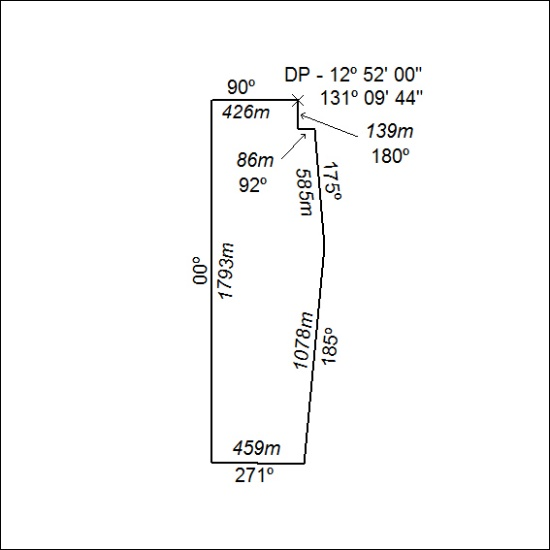 DP - 12º 52' 00"
131º 09' 44"
90º
426m
139m
180º
86m
92º
175º
585m
00º
1793m
1078m
185º
459m
271º